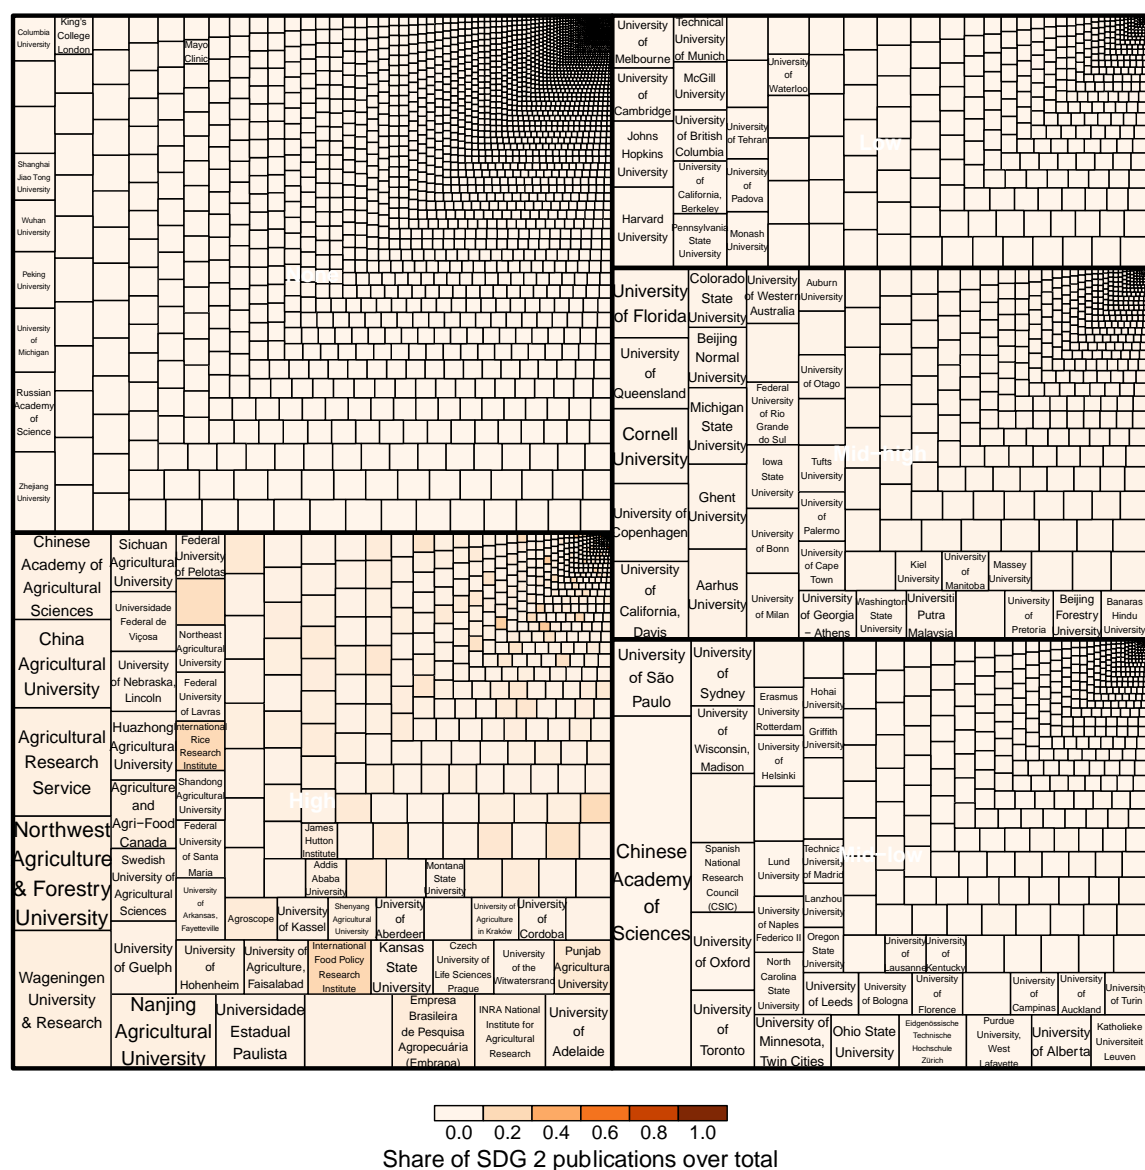 Columbia
University
King's
College
London
Mayo
Clinic
Shanghai
Jiao Tong
University
Wuhan
University
Peking
University
University
of
Michigan
Russian
Academy
of
Science
Zhejiang
University
University
of
Melbourne
Technical
University
of Munich
University
of
Cambridge
McGill
University
University
of
Waterloo
Johns
Hopkins
University
University
of British
Columbia
University
of Tehran
Low
University
of
California,
Berkeley
University
of
Padova
Harvard
University
Pennsylvania
State
University
Monash
University
University
of Florida
Colorado
State
University
University
of Western
Australia
Auburn
University
University
of
Queensland
Beijing
Normal
University
University
of Otago
Cornell
University
Michigan
State
University
Federal
University
of Rio
Grande
do Sul
Mid-high
Iowa
State
University
Tufts
University
University of
Copenhagen
Ghent
University
University
of
Palermo
University
of Bonn
University
of Cape
Town
University
of
California,
Davis
Aarhus
University
University
of Milan
Kiel
University
University
of
Manitoba
Massey
University
University
of Georgia
− Athens
Washington
State
University
Universiti
Putra
Malaysia
University
of
Pretoria
Beijing
Forestry
University
Banaras
Hindu
University
Chinese
Academy of
Agricultural
Sciences
Sichuan
Agricultural
University
Federal
University
of Pelotas
Universidade
Federal de
Viçosa
China
Agricultural
University
Northeast
Agricultural
University
University
of Nebraska,
Lincoln
Federal
University
of Lavras
Agricultural
Research
Service
Huazhong
Agricultural
University
International
Rice
Research
Institute
High
Agriculture
and
Agri−Food
Canada
Shandong
Agricultural
University
Northwest
Agriculture
& Forestry
University
Federal
University
of Santa
Maria
James
Hutton
Institute
Swedish
University of
Agricultural
Sciences
University
of
Arkansas,
Fayetteville
Addis
Ababa
University
Montana
State
University
Agroscope
University
of Kassel
Shenyang
Agricultural
University
University
of
Aberdeen
University of
Agriculture
in Kraków
University
of
Cordoba
Wageningen
University
& Research
University
of Guelph
University
of
Hohenheim
University of
Agriculture,
Faisalabad
International
Food Policy
Research
Institute
Kansas
State
University
Czech
University of
Life Sciences
Prague
University
of the
Witwatersrand
Punjab
Agricultural
University
Nanjing
Agricultural
University
Universidade
Estadual
Paulista
Empresa
Brasileira
de Pesquisa
Agropecuária
(Embrapa)
INRA National
Institute for
Agricultural
Research
University
of
Adelaide
University
of São
Paulo
University
of
Sydney
Erasmus
University
Rotterdam
Hohai
University
University
of
Wisconsin,
Madison
University
of
Helsinki
Griffith
University
Chinese
Academy
of
Sciences
Spanish
National
Research
Council
(CSIC)
Lund
University
Technical
University
of Madrid
University
of Naples
Federico II
Lanzhou
University
University
of Oxford
North
Carolina
State
University
Oregon
State
University
University
of
Lausanne
University
of
Kentucky
University
of
Toronto
University
of Leeds
University
of Bologna
University
of
Florence
University
of
Campinas
University
of
Auckland
University
of Turin
University of
Minnesota,
Twin Cities
Ohio State
University
Eidgenössische
Technische
Hochschule
Zürich
Purdue
University,
West
Lafayette
University
of Alberta
Katholieke
Universiteit
Leuven
0.0 0.2 0.4 0.6 0.8 1.0
Share of SDG 2 publications over total